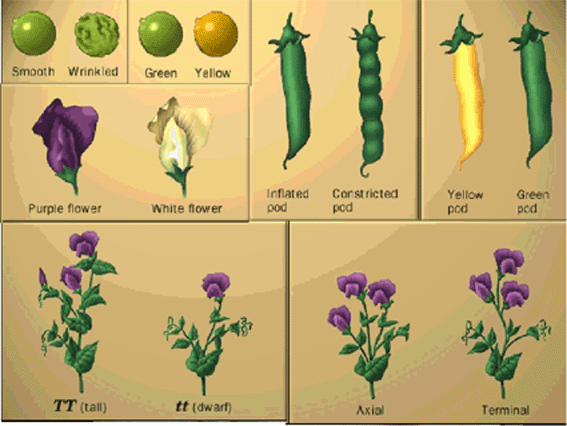 Smooth
Wrinkled
Green
Yellow
Purple flower
White flower
Inflated
pod
Constricted
pod
Yellow
pod
Green
pod
TT (tall)
tt (dwarf)
Axial
Terminal